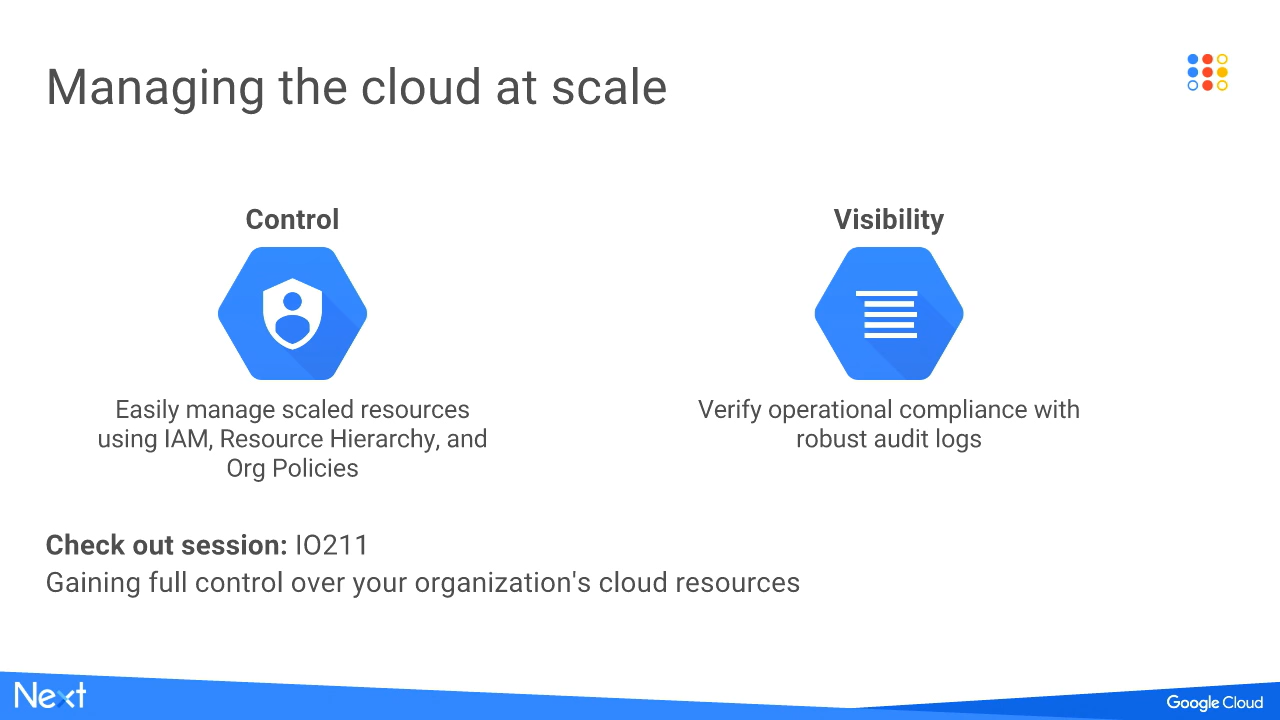 Managing the cloud at scale
Control
Easily manage scaled resources
using IAM, Resource Hierarchy, and
Org Policies
Visibility
Verify operational compliance with
robust audit logs
Check out session: IO211
Gaining full control over your organization's cloud resources
Next
Google Cloud